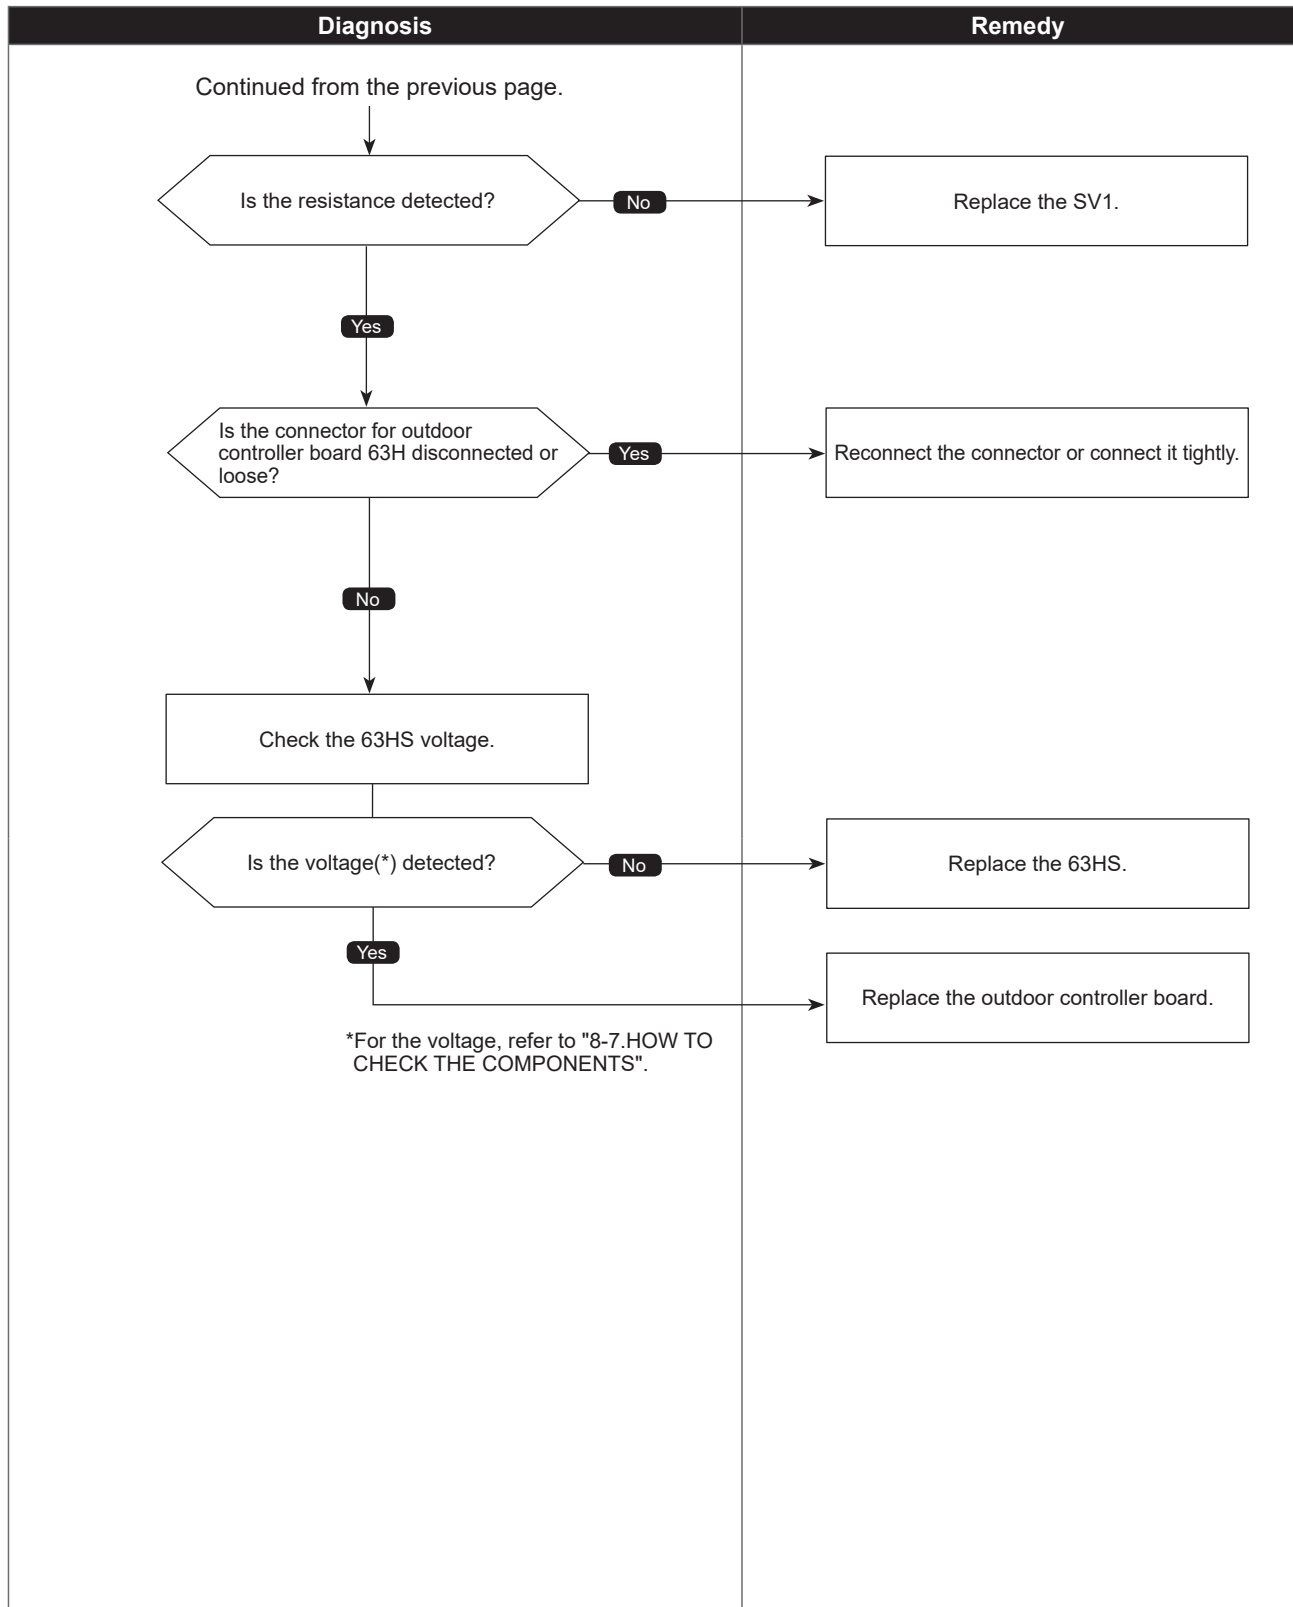 Diagnosis
Remedy
Continued from the previous page.
Is the resistance detected?
No
Replace the SV1.
Yes
Is the connector for outdoor
controller board 63H disconnected or
loose?
Yes
Reconnect the connector or connect it tightly.
No
Check the 63HS voltage.
Is the voltage(*) detected?
No
Replace the 63HS.
Yes
Replace the outdoor controller board.
*For the voltage, refer to "8-7.HOW TO
CHECK THE COMPONENTS".